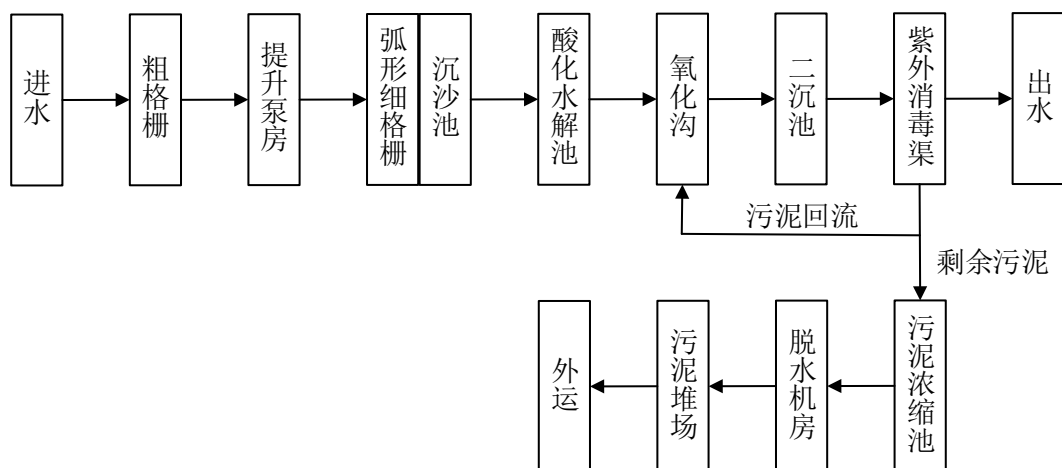 进水
粗格栅
提升泵房
弧形细格栅
沉沙池
酸化水解池
氧化沟
二沉池
紫外消毒渠
出水
污泥回流
剩余污泥
外运
污泥堆场
脱水机房
污泥浓缩池